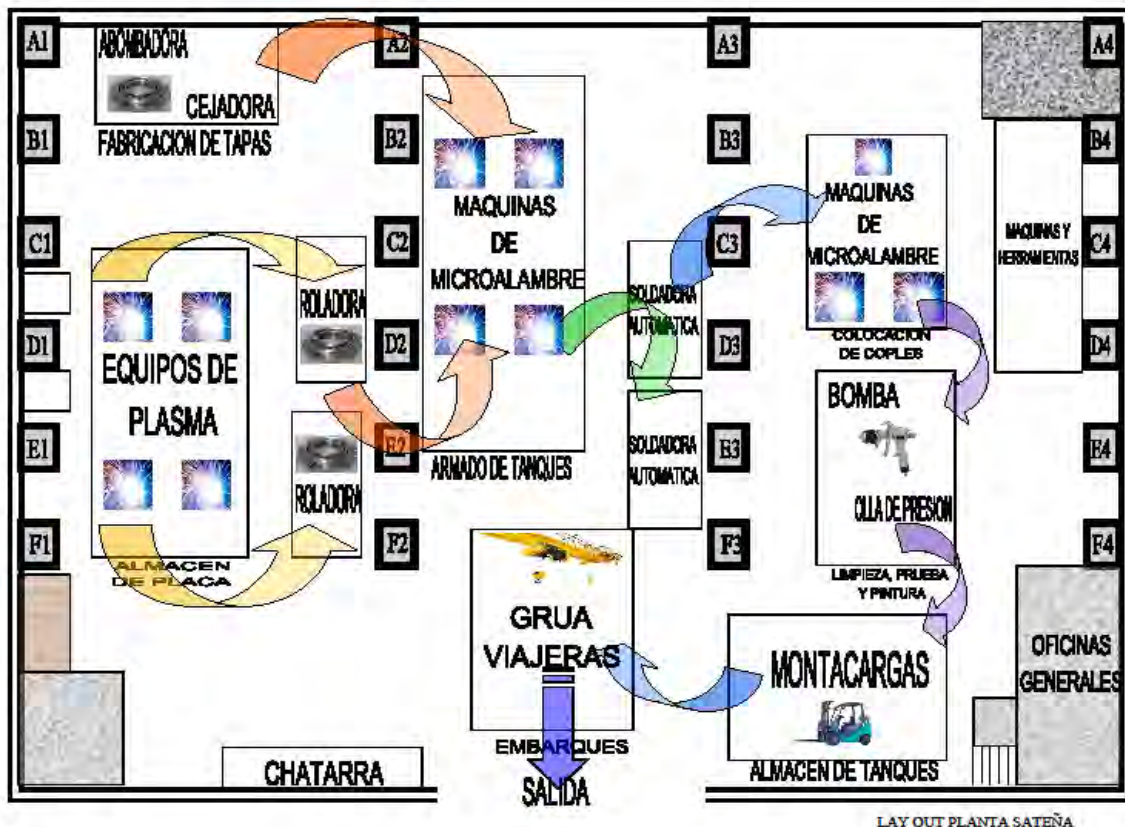 A1
A2
A3
A4
ABOMBADORA
CEJADORA
FABRICACION DE TAPAS
B1
B2
B3
B4
MAQUINAS
DE
MICROALAMBRE
MAQUINAS
DE
MICROALAMBRE
COLOCACION
DE COPLES
MAQUINAS Y
HERRAMIENTAS
C1
C2
C3
C4
ROLADORA
SOLDADORA
AUTOMATICA
D1
D2
D3
D4
EQUIPOS DE
PLASMA
BOMBA
OLLA DE PRESION
E1
E2
E3
E4
ROLADORA
ARMADO DE TANQUES
SOLDADORA
AUTOMATICA
F1
F2
F3
F4
ALMACEN
DE PLACA
LIMPIEZA, PRUEBA
Y PINTURA
GRUA
VIAJERAS
MONTACARGAS
OFICINAS
GENERALES
EMBARQUES
SALIDA
CHATARRA
ALMACEN DE TANQUES
LAY OUT PLANTA SATEÑA